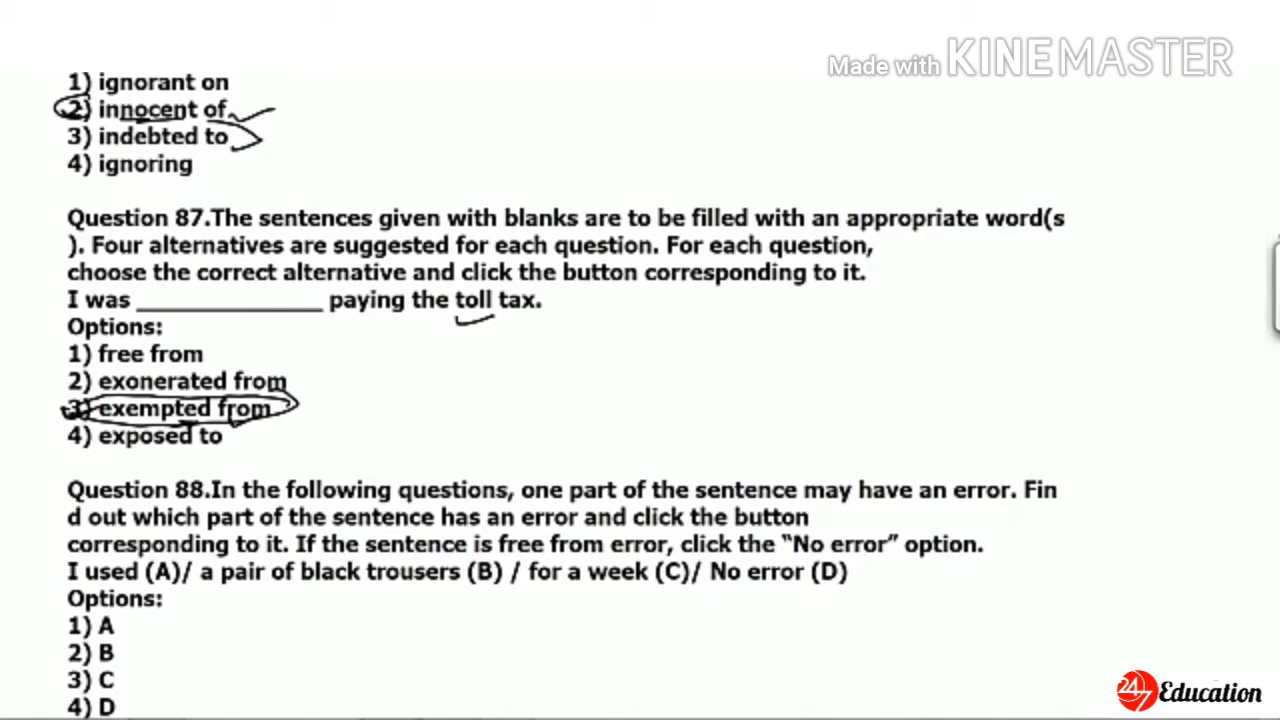 Made with KINEMASTER
1) ignorant on
2) innocent of
3) indebted to
4) ignoring
Question 87.The sentences given with blanks are to be filled with an appropriate word(s
). Four alternatives are suggested for each question. For each question,
choose the correct alternative and click the button corresponding to it.
I was _______________ paying the toll tax.
Options:
1) free from
2) exonerated from
3) exempted from
4) exposed to
Question 88.In the following questions, one part of the sentence may have an error. Fin
d out which part of the sentence has an error and click the button
corresponding to it. If the sentence is free from error, click the “No error” option.
I used (A)/ a pair of black trousers (B) / for a week (C)/ No error (D)
Options:
1) A
2) B
3) C
4) D
24/7 Education